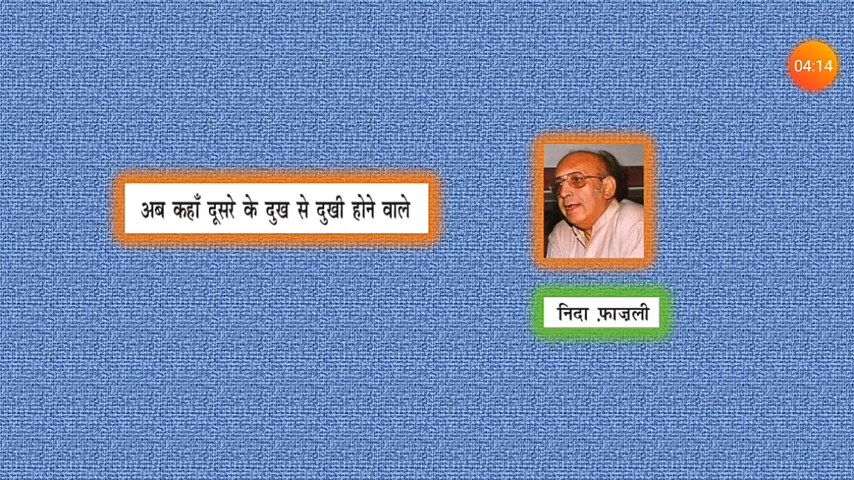 04:14
अब कहाँ दूसरे के दुख से दुखी होने वाले
निदा फ़ाज़ली